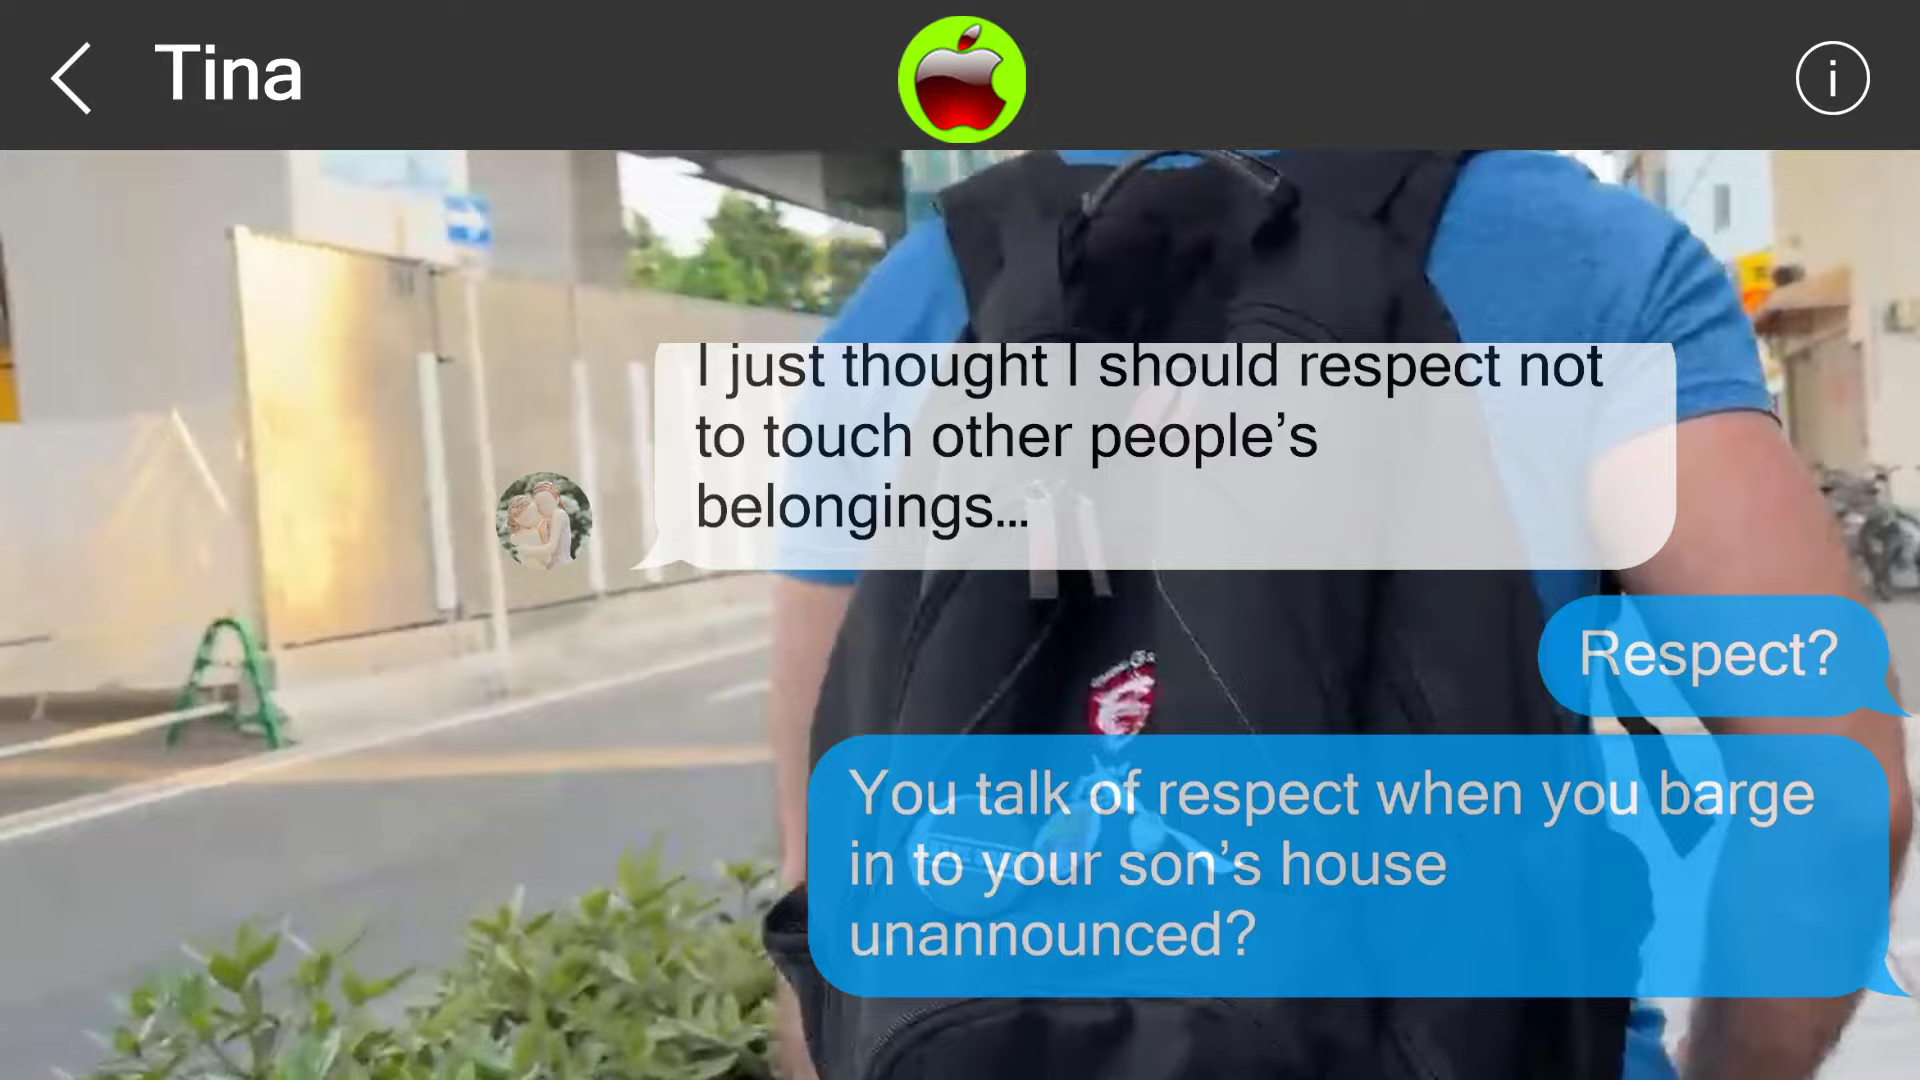 Tina
I just thought I should respect not
to touch other people’s
belongings...
Respect?
You talk of respect when you barge
in to your son’s house
unannounced?